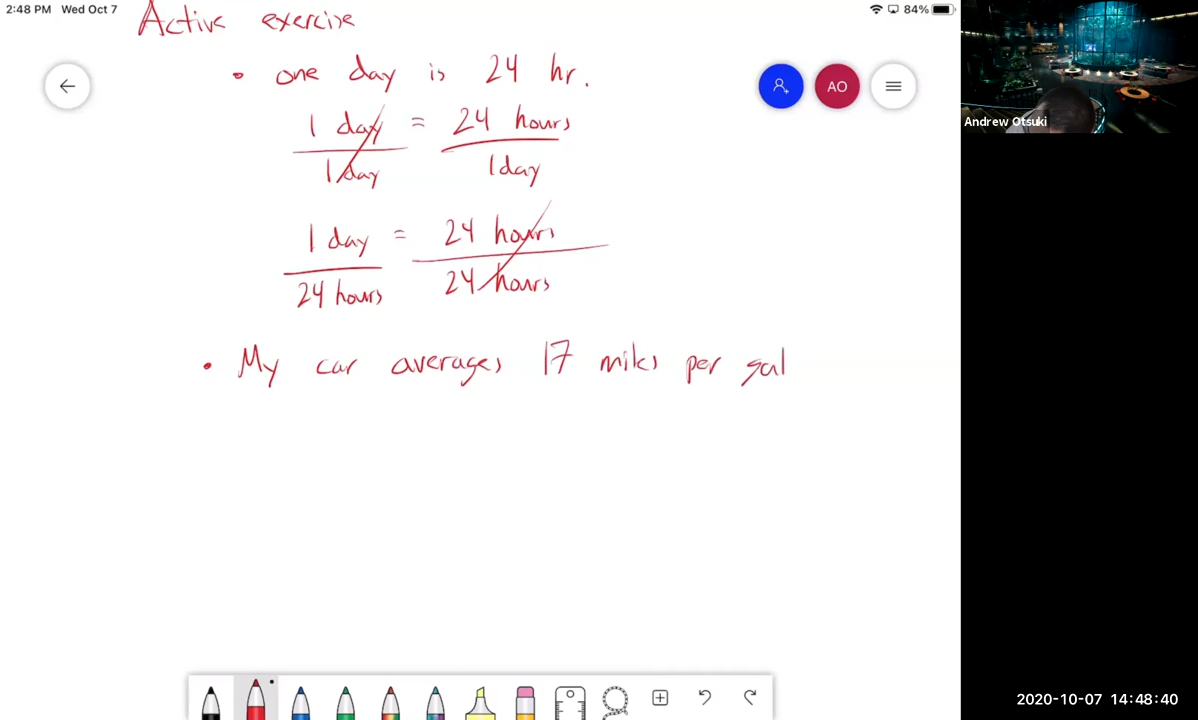 2:48 PM Wed Oct 7
84%
Active exercise
• one day is 24 hr.
AO
1 day = 24 hours
1 day 1 day
1 day = 24 hours
24 hours 24 hours
• My car averages 17 miles per gal
Andrew Otsuki
2020-10-07 14:48:40